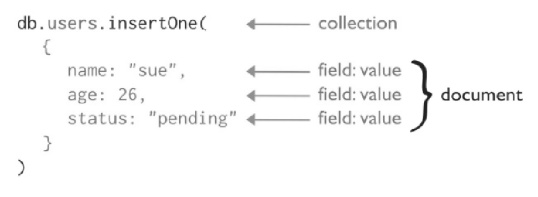 db.users.insertOne( collection
{
name: "sue", field: value
age: 26, field: value
status: "pending" field: value
document
}
)